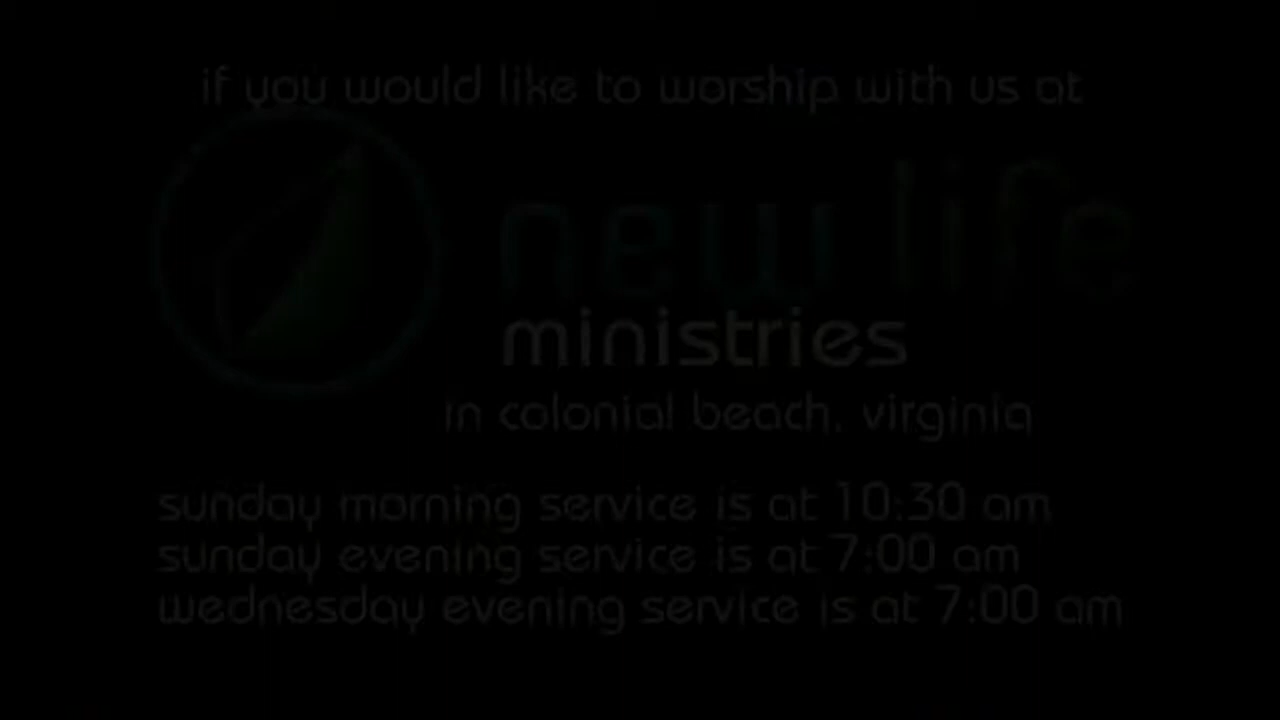 if you would like to worship with us at
new life
ministries
in colonial beach, virginia
sunday morning service is at 10:30 am
sunday evening service is at 7:00 am
wednesday evening service is at 7:00 am